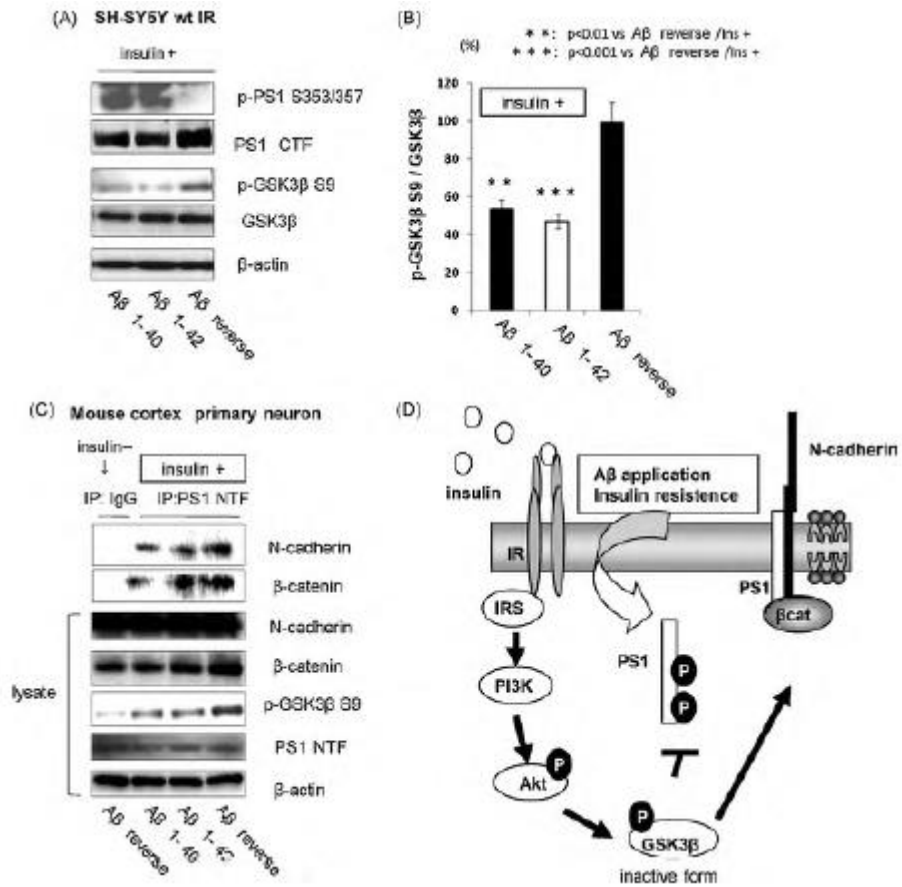 (A) SH-SY5Y wt IR
insulin +
p-PS1 S353/357
PS1 CTF
p-GSK3β S9
GSK3β
β-actin
Aβ 1-40
Aβ 1-42
Aβ reverse
(B)
* * : p<0.01 vs Aβ reverse /Ins +
* * * : p<0.001 vs Aβ reverse /Ins +
(%)
p-GSK3β S9 / GSK3β
120
100
80
60
40
20
0
insulin +
* *
* * *
Aβ 1-40
Aβ 1-42
Aβ reverse
(C) Mouse cortex primary neuron
insulin–
↓
insulin +
IP: IgG
IP:PS1 NTF
N-cadherin
β-catenin
lysate
N-cadherin
β-catenin
p-GSK3β S9
PS1 NTF
β-actin
Aβ reverse
Aβ 1-40
Aβ 1-42
Aβ reverse
(D)
insulin
Aβ application
Insulin resistence
N-cadherin
IR
PS1
IRS
βcat
PS1
P
P
PI3K
Akt
P
P
GSK3β
inactive form